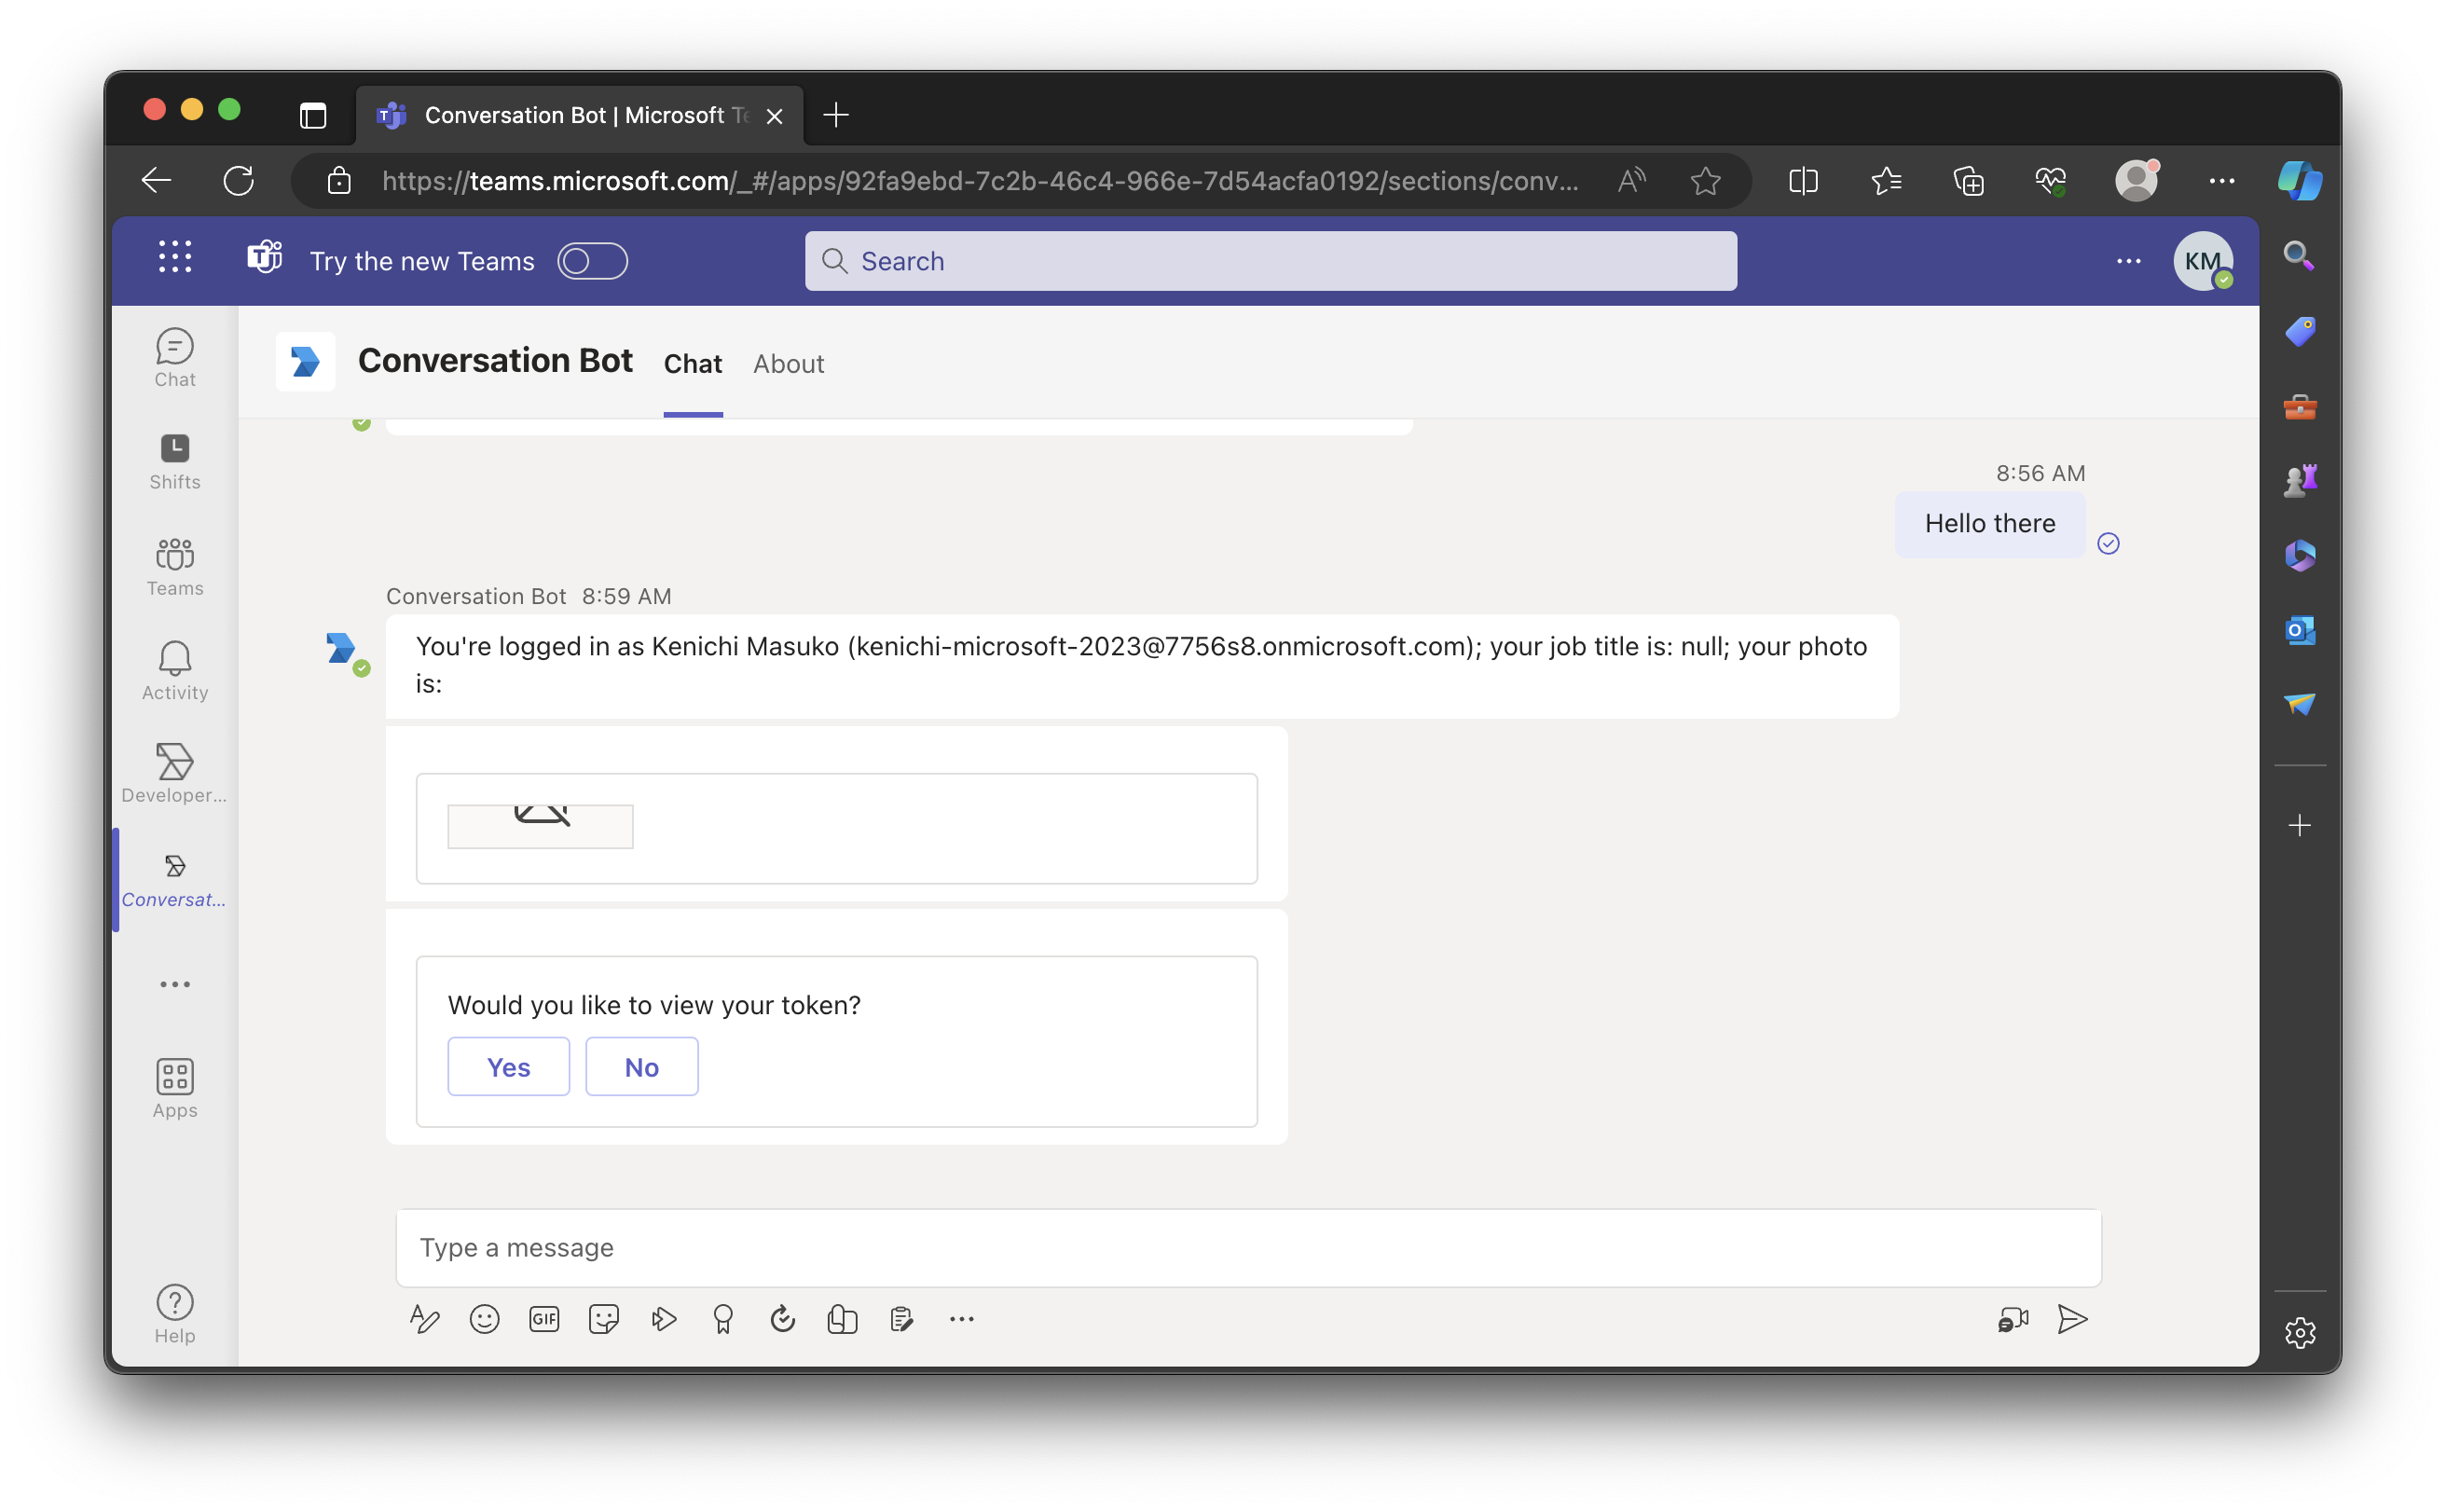 Conversation Bot | Microsoft Te
https://teams.microsoft.com/_#/apps/92fa9ebd-7c2b-46c4-966e-7d54acfa0192/sections/conv...
Try the new Teams
Search
KM
Chat
Shifts
Teams
Activity
Developer...
Conversat...
Apps
Help
Conversation Bot
Chat
About
8:56 AM
Hello there
Conversation Bot 8:59 AM
You're logged in as Kenichi Masuko (kenichi-microsoft-2023@7756s8.onmicrosoft.com); your job title is: null; your photo
is:
Would you like to view your token?
Yes
No
Type a message
GIF